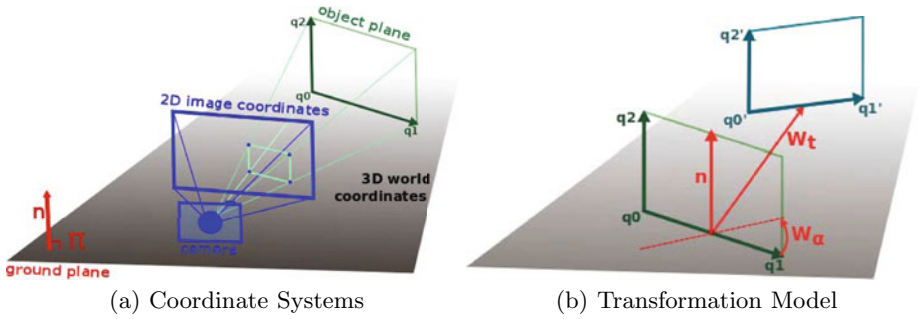 q2
object plane
q0
q1
2D image coordinates
3D world
coordinates
n
π
camera
ground plane
q2'
q0'
q1'
q2
Wt
n
q0
Wα
q1
(a) Coordinate Systems
(b) Transformation Model